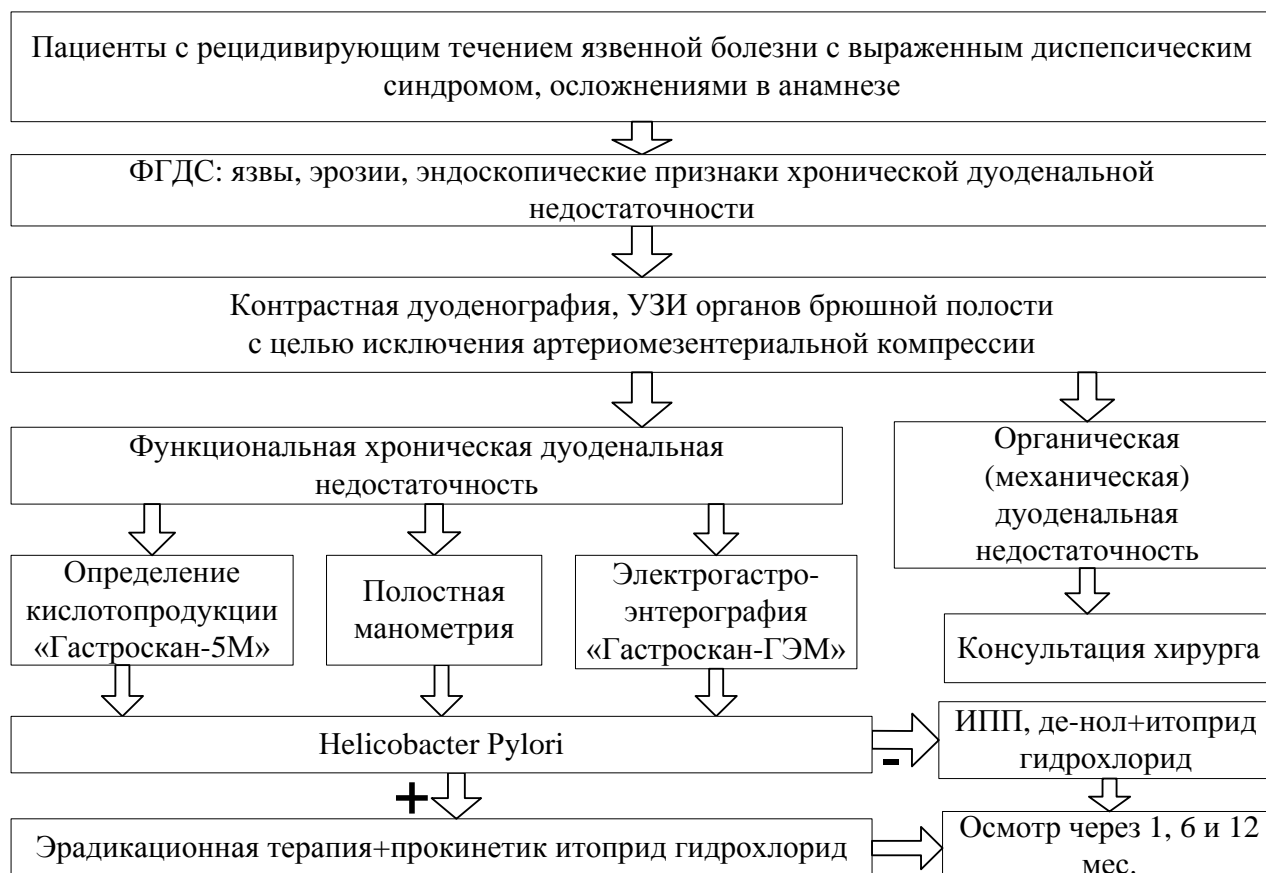 Пациенты с рецидивирующим течением язвенной болезни с выраженным диспепсическим
синдромом, осложнениями в анамнезе
ФГДС: язвы, эрозии, эндоскопические признаки хронической дуоденальной
недостаточности
Контрастная дуоденография, УЗИ органов брюшной полости
с целью исключения артериомезентериальной компрессии
Функциональная хроническая дуоденальная
недостаточность
Органическая
(механическая)
дуоденальная
недостаточность
Определение
кислотопродукции
«Гастроскан-5М»
Полостная
манометрия
Электрогастро-
энтерография
«Гастроскан-ГЭМ»
Консультация хирурга
Helicobacter Pylori
-
ИПП, де-нол+итоприд
гидрохлорид
+
Эрадикационная терапия+прокинетик итоприд гидрохлорид
Осмотр через 1, 6 и 12
мес.